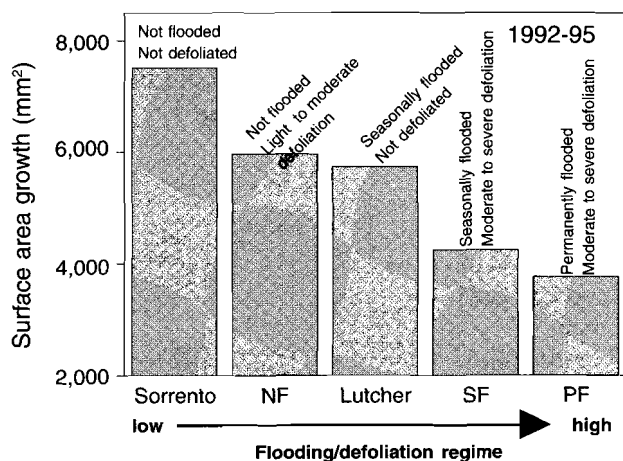 8,000
6,000
4,000
2,000
Surface area growth (mm²)
1992-95
Not flooded
Not defoliated
Not flooded
Light to moderate
defoliation
Seasonally flooded
Not defoliated
Seasonally flooded
Moderate to severe defoliation
Permanently flooded
Moderate to severe defoliation
Sorrento NF Lutcher SF PF
low high
Flooding/defoliation regime